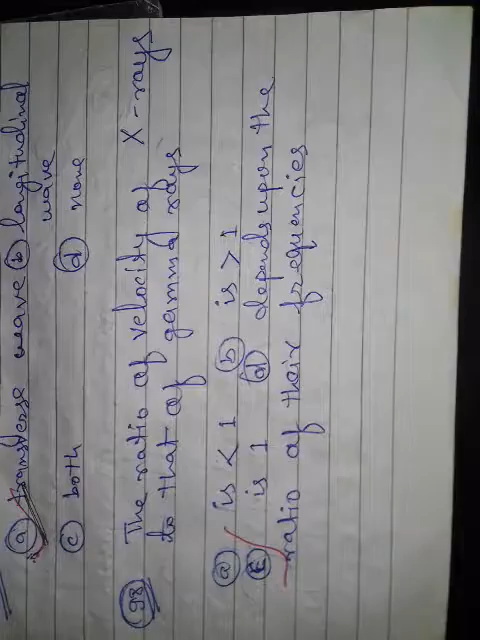 (a) transverse wave (b) longitudinal
wave
(c) both (d) none
(98) The ratio of velocity of X-rays
to that of gamma rays
(a) is < 1 (b) is > 1
(c) is 1 (d) depends upon the
ratio of their frequencies